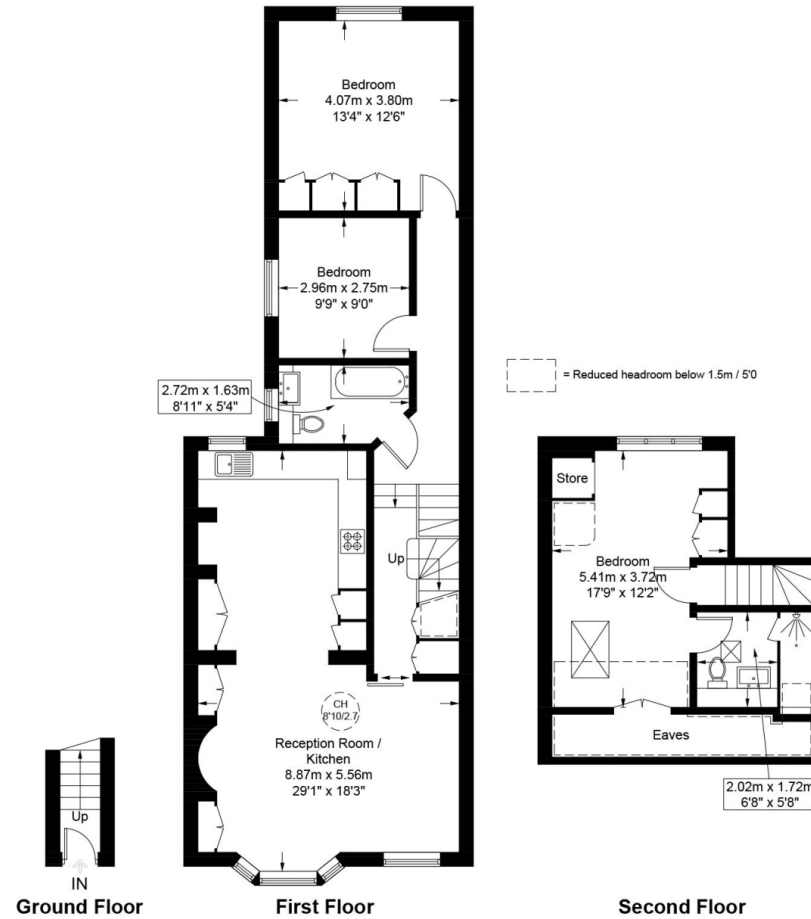 Bedroom
4.07m x 3.80m
13'4" x 12'6"
Bedroom
2.96m x 2.75m
9'9" x 9'0"
2.72m x 1.63m
8'11" x 5'4"
= Reduced headroom below 1.5m / 5'0
Store
Up
Bedroom
5.41m x 3.72m
17'9" x 12'2"
CH
8'10/2.7
Reception Room /
Kitchen
8.87m x 5.56m
29'1" x 18'3"
Eaves
2.02m x 1.72m
6'8" x 5'8"
Up
IN
Ground Floor
First Floor
Second Floor